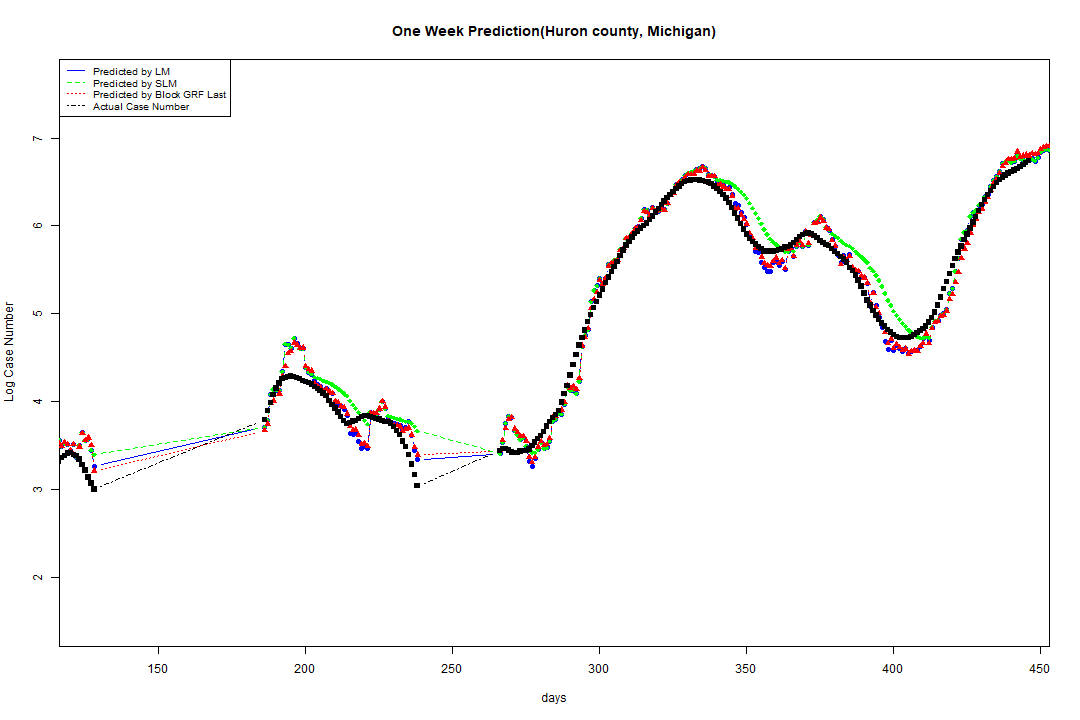 One Week Prediction(Huron county, Michigan)
Predicted by LM
Predicted by SLM
Predicted by Block GRF Last
Actual Case Number
Log Case Number
7
6
5
4
3
2
150 200 250 300 350 400 450
days